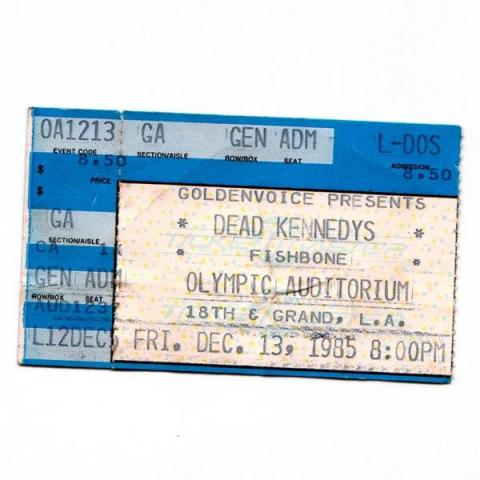 OA1213 GA GEN ADM L-DOS
EVENT CODE SECTION/AISLE ROW/BOX SEAT ADMISSION
$ 8.50 PRICE 8.50
$
GA
SECTION/AISLE
CA
GEN ADM
ROW/BOX SEAT
L12DEC5
GOLDENVOICE PRESENTS
* DEAD KENNEDYS *
* FISHBONE *
OLYMPIC AUDITORIUM
18TH & GRAND, L.A.
FRI. DEC. 13, 1985 8:00PM